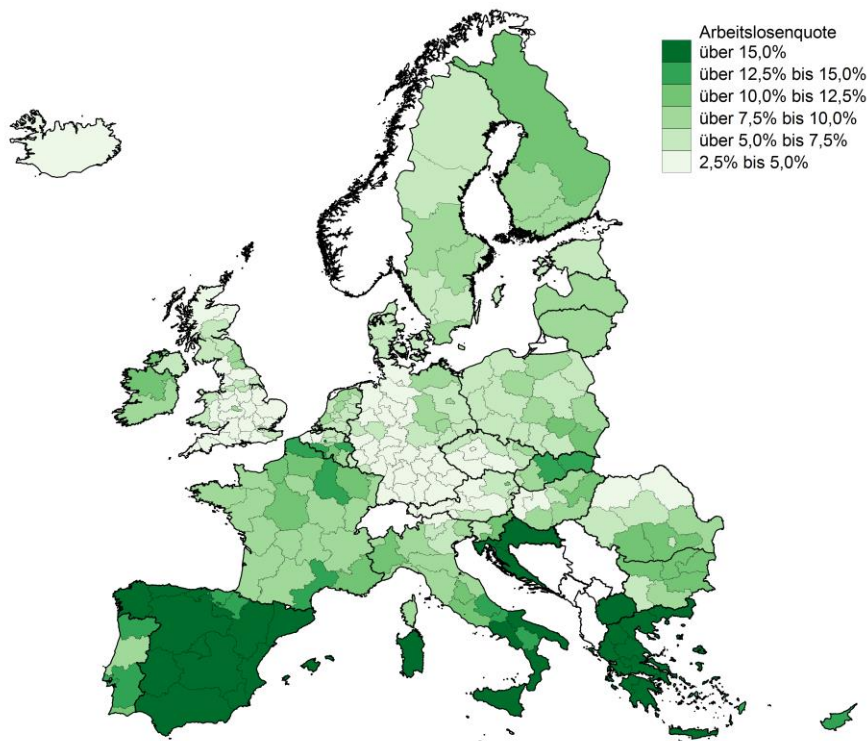 Arbeitslosenquote
über 15,0%
über 12,5% bis 15,0%
über 10,0% bis 12,5%
über 7,5% bis 10,0%
über 5,0% bis 7,5%
2,5% bis 5,0%